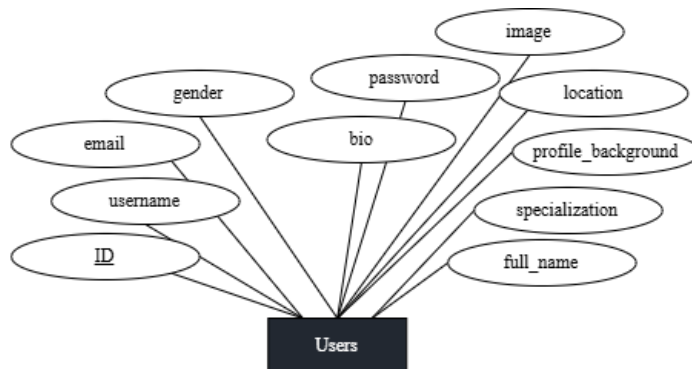 image
password
gender
location
email
bio
profile_background
username
specialization
ID
full_name
Users